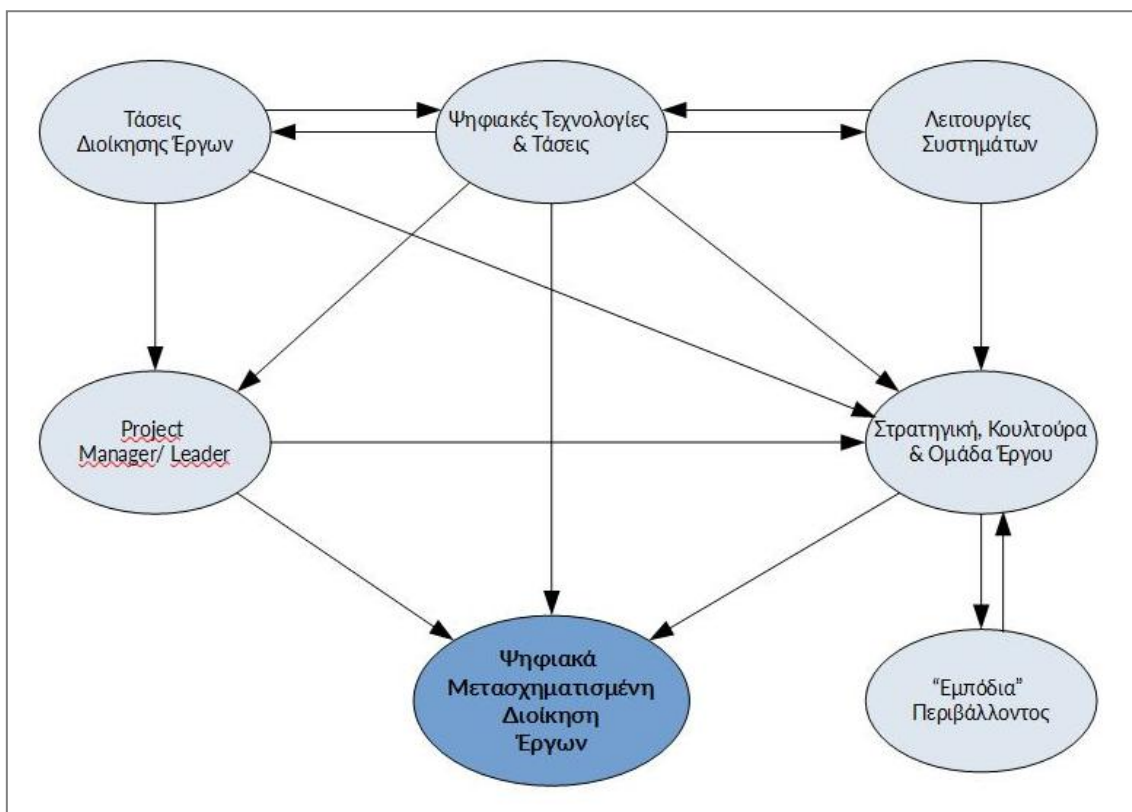 Τάσεις
Διοίκησης Έργων
Ψηφιακές Τεχνολογίες
& Τάσεις
Λειτουργίες
Συστημάτων
Project
Manager/ Leader
Στρατηγική, Κουλτούρα
& Ομάδα Έργου
Ψηφιακά
Μετασχηματισμένη
Διοίκηση
Έργων
“Εμπόδια”
Περιβάλλοντος